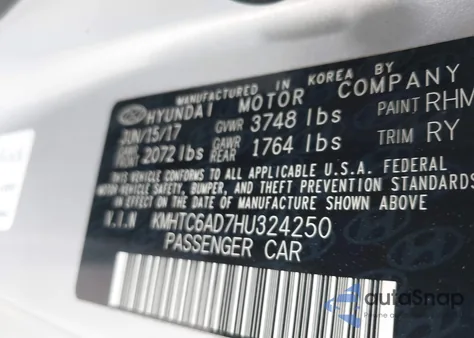 MANUFACTURED IN KOREA BY
HYUNDAI MOTOR COMPANY
JUN/15/17 GVWR 3748 lbs PAINT RHM
GAWR FRONT 2072 lbs GAWR REAR 1764 lbs TRIM RY
THIS VEHICLE CONFORMS TO ALL APPLICABLE U.S.A. FEDERAL
MOTOR VEHICLE SAFETY, BUMPER, AND THEFT PREVENTION STANDARDS
IN EFFECT ON THE DATE OF MANUFACTURE SHOWN ABOVE.
V.I.N KMHTC6AD7HU324250
PASSENGER CAR
autoSnap